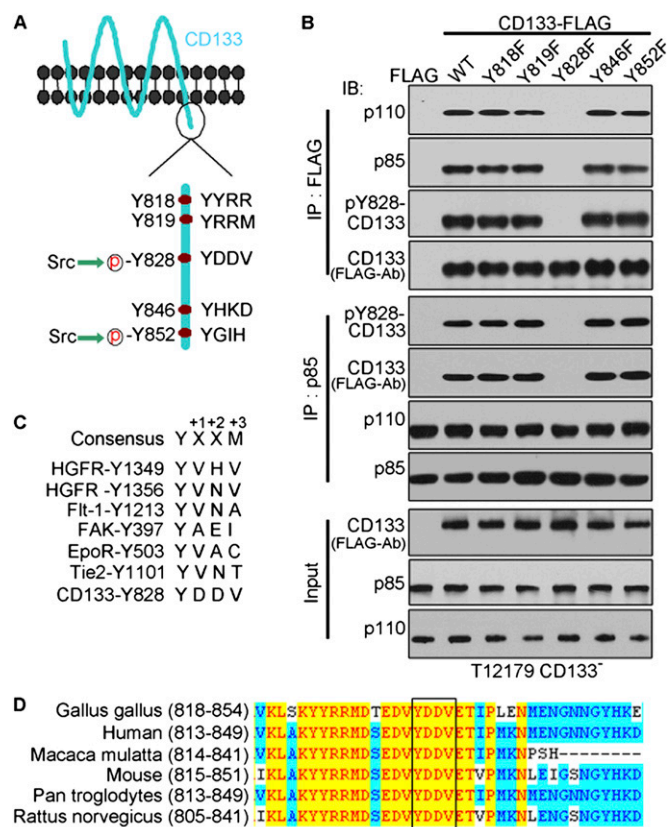 A
CD133
Y818 YYRR
Y819 YRRM
Src p -Y828 YDDV
Y846 YHKD
Src p -Y852 YGIH
B
CD133-FLAG
IB: FLAG WT Y818F Y819F Y828F Y846F Y852F
IP : FLAG
p110
p85
pY828-
CD133
CD133
(FLAG-Ab)
IP : p85
pY828-
CD133
CD133
(FLAG-Ab)
p110
p85
Input
CD133
(FLAG-Ab)
p85
p110
T12179 CD133-
C
+1 +2 +3
Consensus Y X X M
HGFR-Y1349 Y V H V
HGFR -Y1356 Y V N V
Flt-1-Y1213 Y V N A
FAK-Y397 Y A E I
EpoR-Y503 Y V A C
Tie2-Y1101 Y V N T
CD133-Y828 Y D D V
D
Gallus gallus (818-854) VKLSKYYRRMDTEDVYDDVETIPLENMENGNNGYHKE
Human (813-849) VKLAKYYRRMDSEDVYDDVETIPMKNMENGNNGYHKD
Macaca mulatta (814-841) VKLAKYYRRMDSEDVYDDVETIPMKNPSH--------
Mouse (815-851) IKLAKYYRRMDSEDVYDDVETVPMKNLEIGSNGYHKD
Pan troglodytes (813-849) VKLAKYYRRMDSEDVYDDVETIPMKNMENGNNGYHKD
Rattus norvegicus (805-841) IKLAKYYRRMDSEDVYDDVETVPMKNLENGSNGYHKD